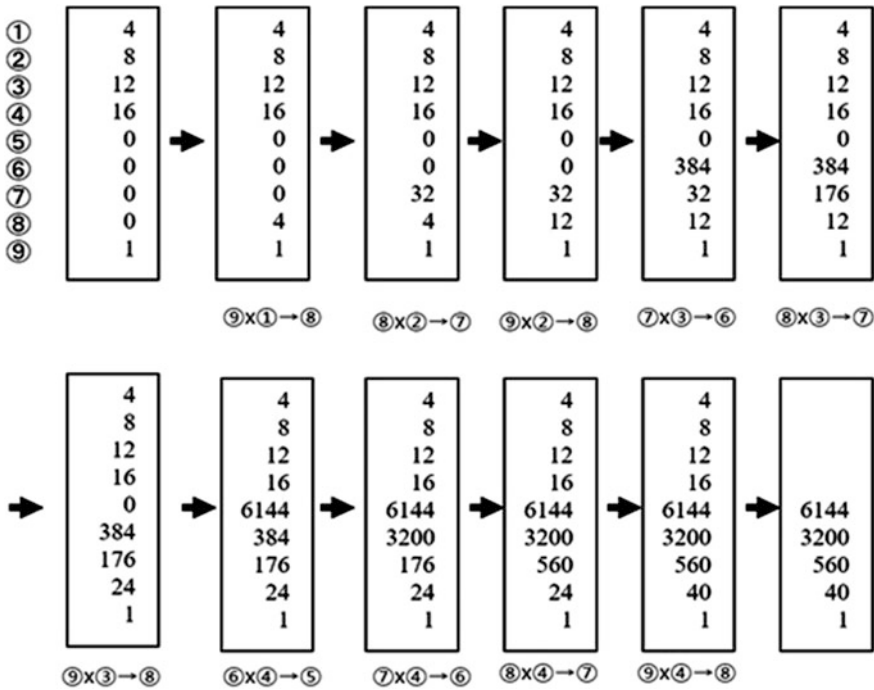 ① 4 4 4 4 4 4
② 8 8 8 8 8 8
③ 12 12 12 12 12 12
④ 16 16 16 16 16 16
⑤ 0 0 0 0 0 0
⑥ 0 0 0 0 384 384
⑦ 0 0 32 32 32 176
⑧ 0 4 4 12 12 12
⑨ 1 1 1 1 1 1
⑨x①→⑧ ⑧x②→⑦ ⑨x②→⑧ ⑦x③→⑥ ⑧x③→⑦
4 4 4 4 4
8 8 8 8 8
12 12 12 12 12
16 16 16 16 16
0 6144 6144 6144 6144 6144
384 384 3200 3200 3200 3200
176 176 176 560 560 560
24 24 24 24 40 40
1 1 1 1 1 1
⑨x③→⑧ ⑥x④→⑤ ⑦x④→⑥ ⑧x④→⑦ ⑨x④→⑧